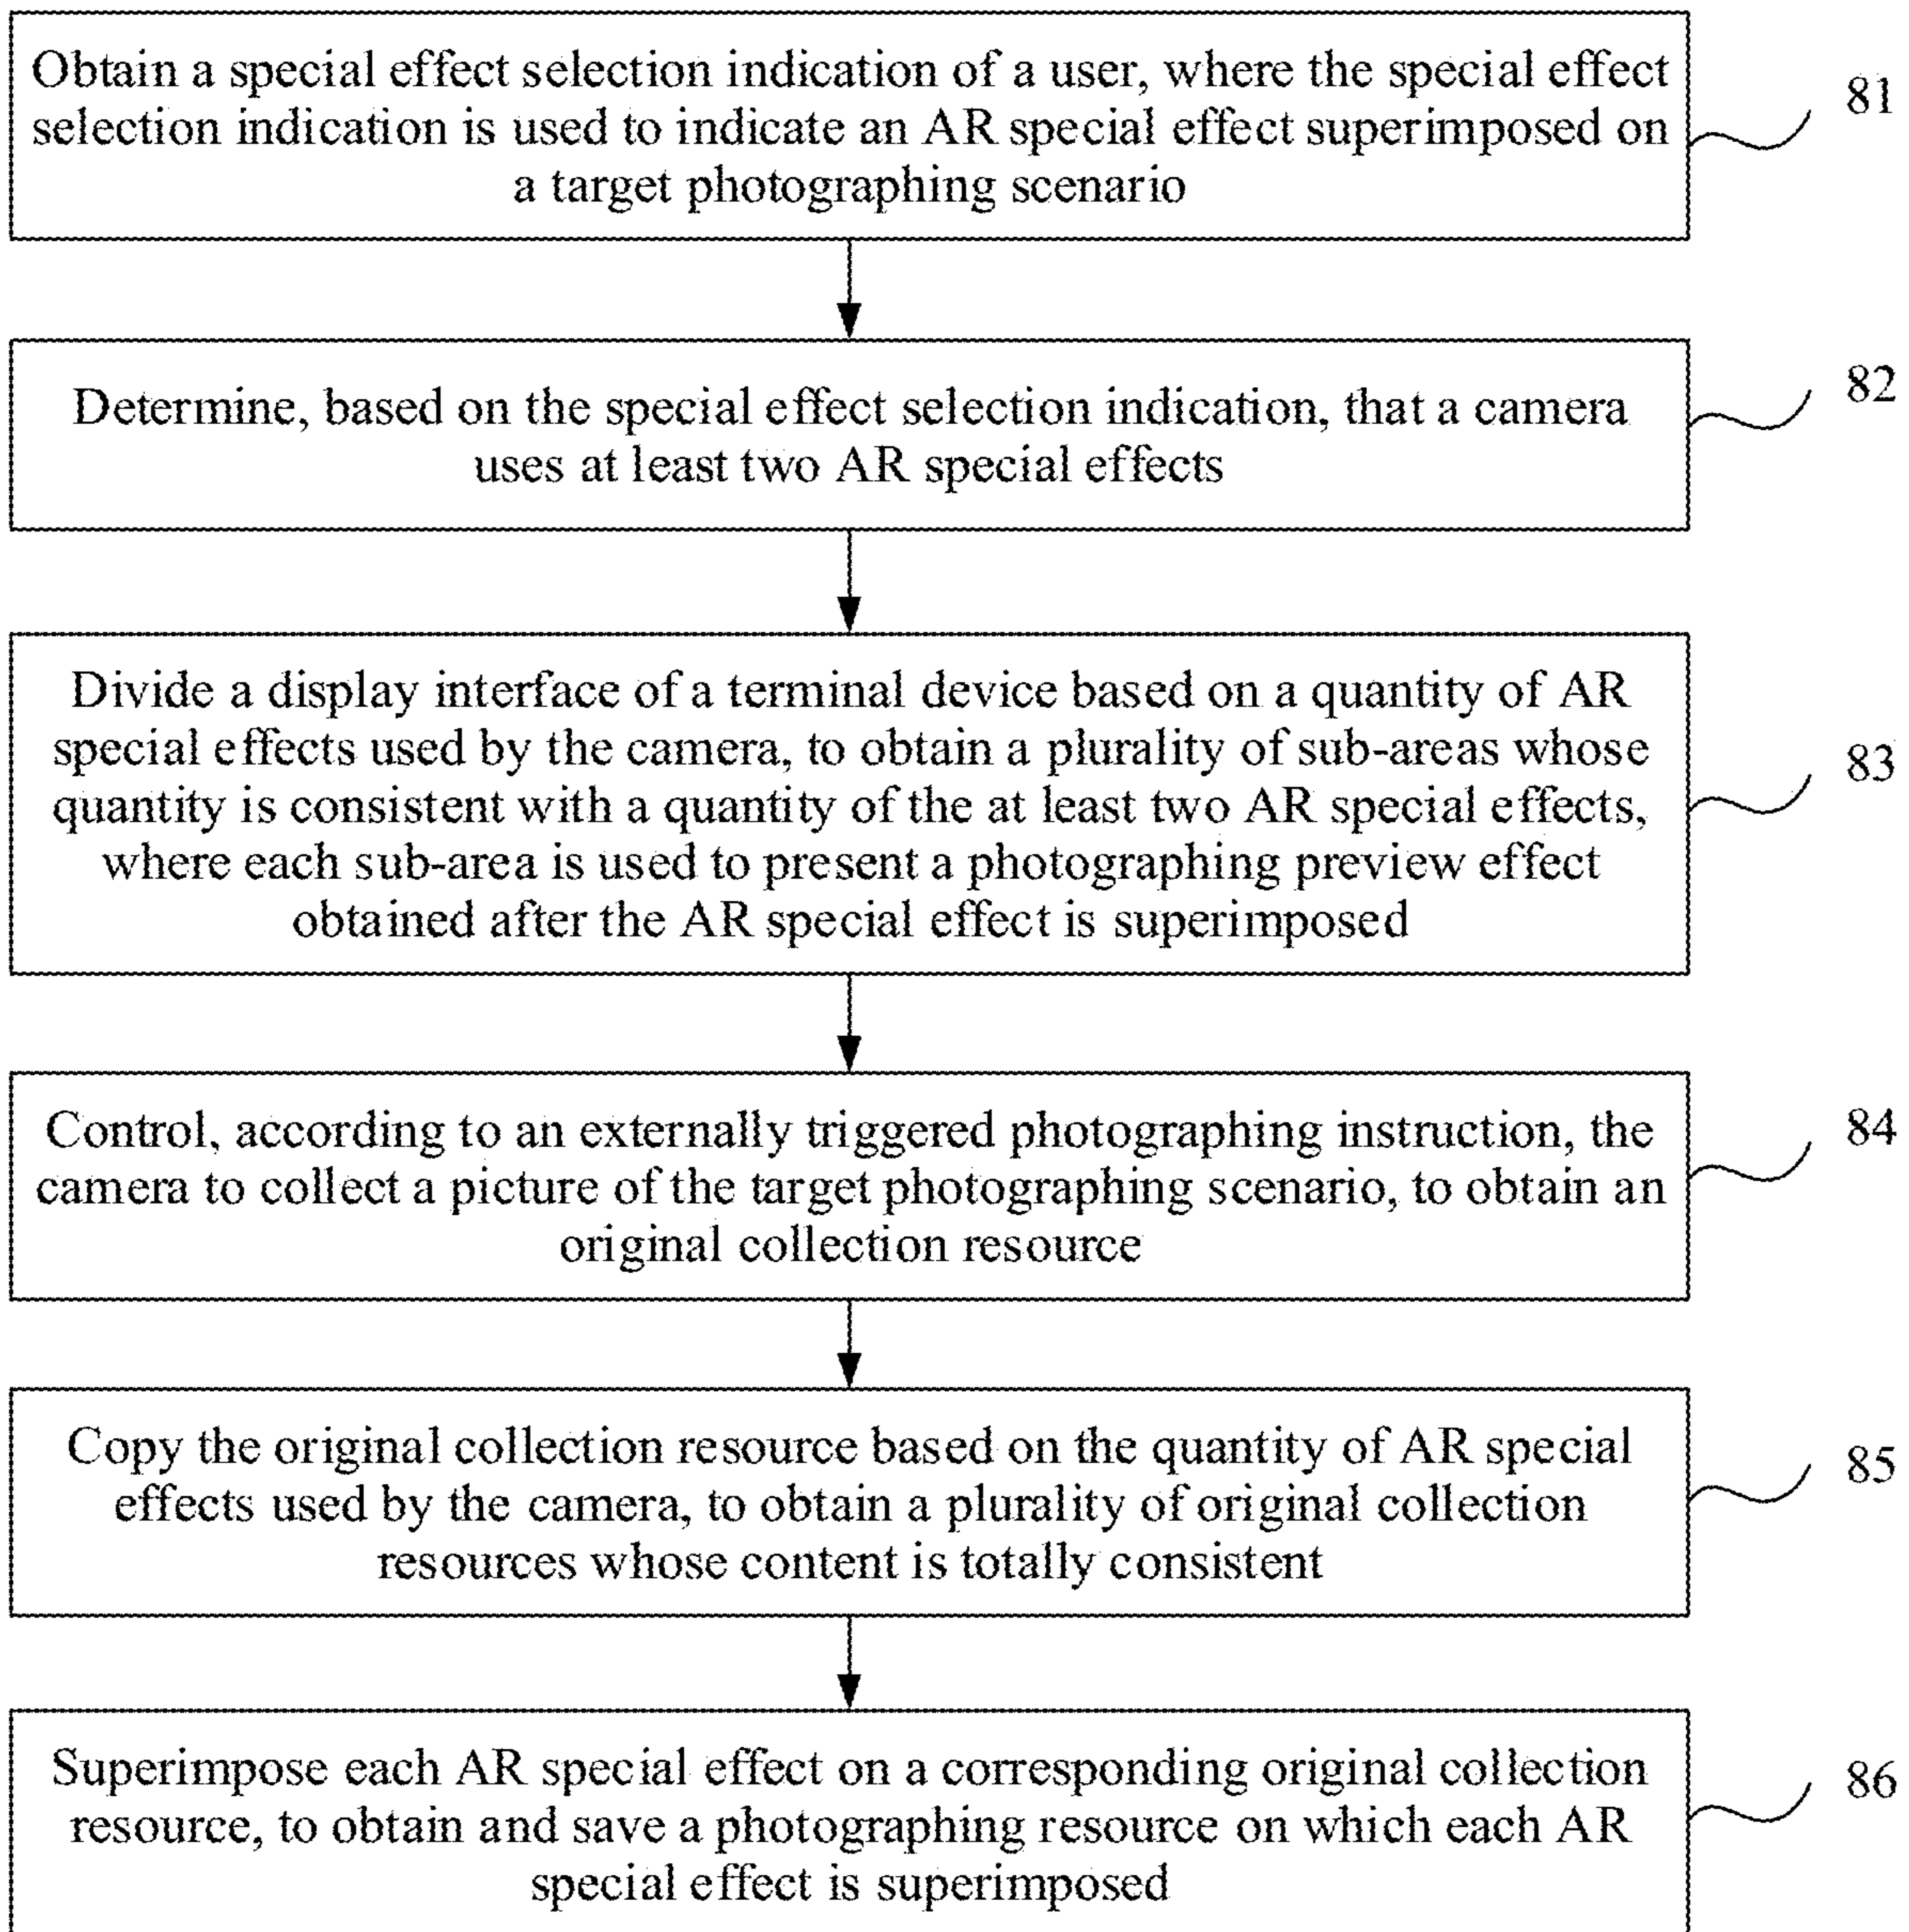 Obtain a special effect selection indication of a user, where the special effect
selection indication is used to indicate an AR special effect superimposed on
a target photographing scenario
81
Determine, based on the special effect selection indication, that a camera
uses at least two AR special effects
82
Divide a display interface of a terminal device based on a quantity of AR
special effects used by the camera, to obtain a plurality of sub-areas whose
quantity is consistent with a quantity of the at least two AR special effects,
where each sub-area is used to present a photographing preview effect
obtained after the AR special effect is superimposed
83
Control, according to an externally triggered photographing instruction, the
camera to collect a picture of the target photographing scenario, to obtain an
original collection resource
84
Copy the original collection resource based on the quantity of AR special
effects used by the camera, to obtain a plurality of original collection
resources whose content is totally consistent
85
Superimpose each AR special effect on a corresponding original collection
resource, to obtain and save a photographing resource on which each AR
special effect is superimposed
86